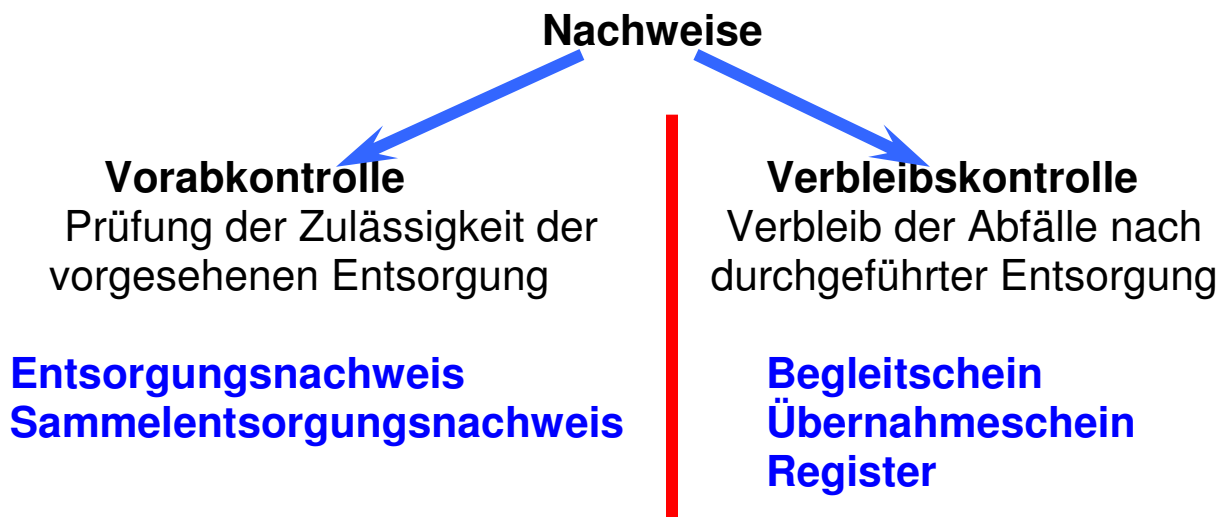 Nachweise
Vorabkontrolle
Prüfung der Zulässigkeit der
vorgesehenen Entsorgung
Entsorgungsnachweis
Sammelentsorgungsnachweis
Verbleibskontrolle
Verbleib der Abfälle nach
durchgeführter Entsorgung
Begleitschein
Übernahmeschein
Register